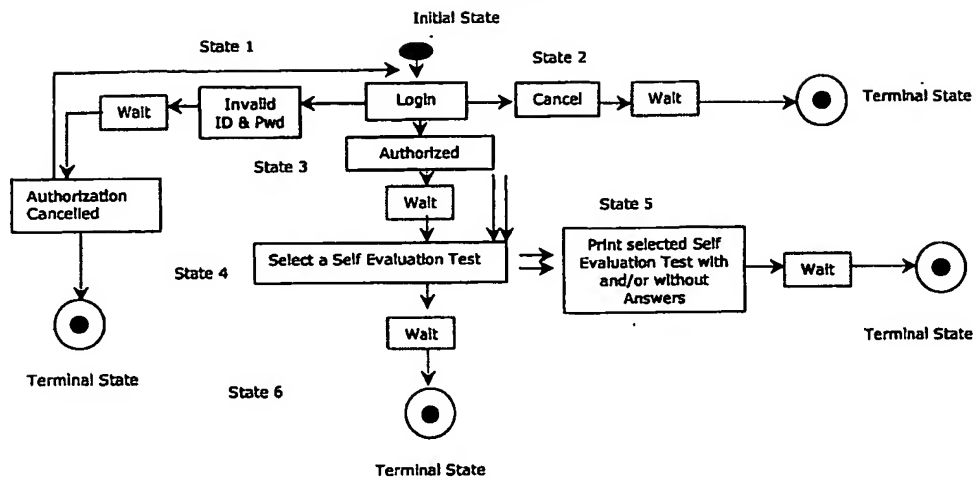 Initial State
State 1
State 2
Login
Cancel
Wait
Terminal State
Wait
Invalid
ID & Pwd
Authorized
State 3
Authorization
Cancelled
Wait
State 5
State 4
Select a Self Evaluation Test
Print selected Self
Evaluation Test with
and/or without
Answers
Wait
Terminal State
Wait
Terminal State
State 6
Terminal State